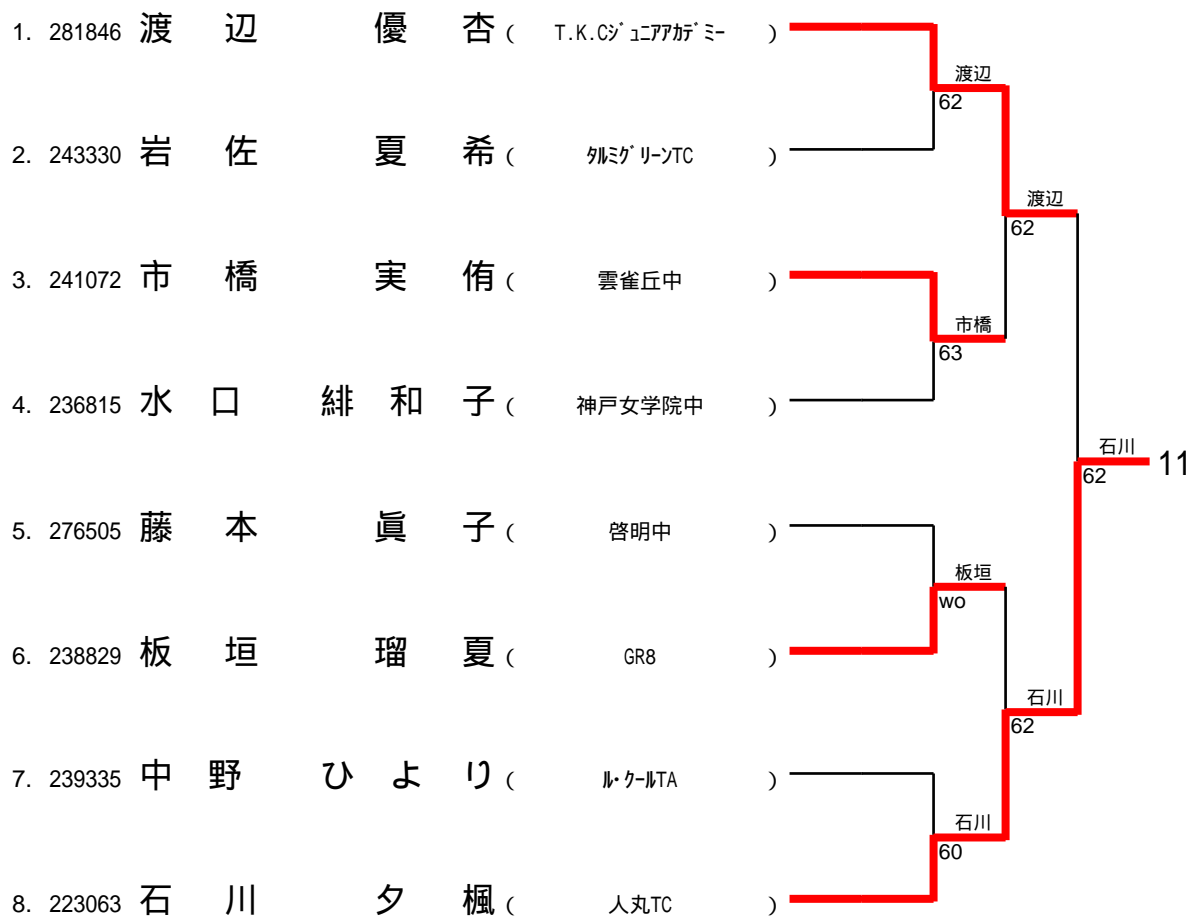 1. 281846 渡 辺 優 杏 ( T.K.Cｼﾞｭﾆｱｱｶﾃﾞﾐｰ )
渡辺
62
2. 243330 岩 佐 夏 希 ( ﾀﾙﾐｸﾞﾘｰﾝTC )
渡辺
62
3. 241072 市 橋 実 侑 ( 雲雀丘中 )
市橋
63
4. 236815 水 口 緋 和 子 ( 神戸女学院中 )
石川 11
62
5. 276505 藤 本 眞 子 ( 啓明中 )
板垣
wo
6. 238829 板 垣 瑠 夏 ( GR8 )
石川
62
7. 239335 中 野 ひ よ り ( ﾙ･ｸｰﾙTA )
石川
60
8. 223063 石 川 夕 楓 ( 人丸TC )